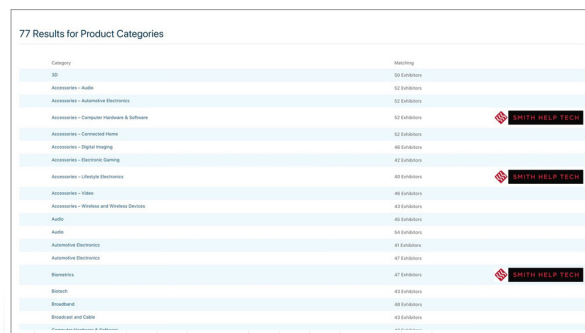 77 Results for Product Categories
Category Matching
3D 50 Exhibitors
Accessories – Audio 52 Exhibitors
Accessories – Automotive Electronics 52 Exhibitors
Accessories – Computer Hardware & Software 52 Exhibitors SMITH HELP TECH
Accessories – Connected Home 52 Exhibitors
Accessories – Digital Imaging 46 Exhibitors
Accessories – Electronic Gaming 42 Exhibitors
Accessories – Lifestyle Electronics 40 Exhibitors SMITH HELP TECH
Accessories – Video 46 Exhibitors
Accessories – Wireless and Wireless Devices 43 Exhibitors
Audio 45 Exhibitors
Audio 54 Exhibitors
Automotive Electronics 41 Exhibitors
Automotive Electronics 47 Exhibitors
Biometrics 47 Exhibitors SMITH HELP TECH
Biotech 43 Exhibitors
Broadband 48 Exhibitors
Broadcast and Cable 43 Exhibitors
Computer Hardware & Software